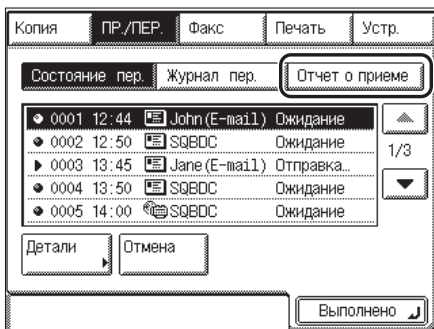 Копия ПР./ПЕР. Факс Печать Устр.
Состояние пер. Журнал пер. Отчет о приеме
0001 12:44 John(E-mail) Ожидание
0002 12:50 SQBDC Ожидание
0003 13:45 Jane(E-mail) Отправка...
0004 13:50 SQBDC Ожидание
0005 14:00 SQBDC Ожидание
1/3
Детали Отмена
Выполнено